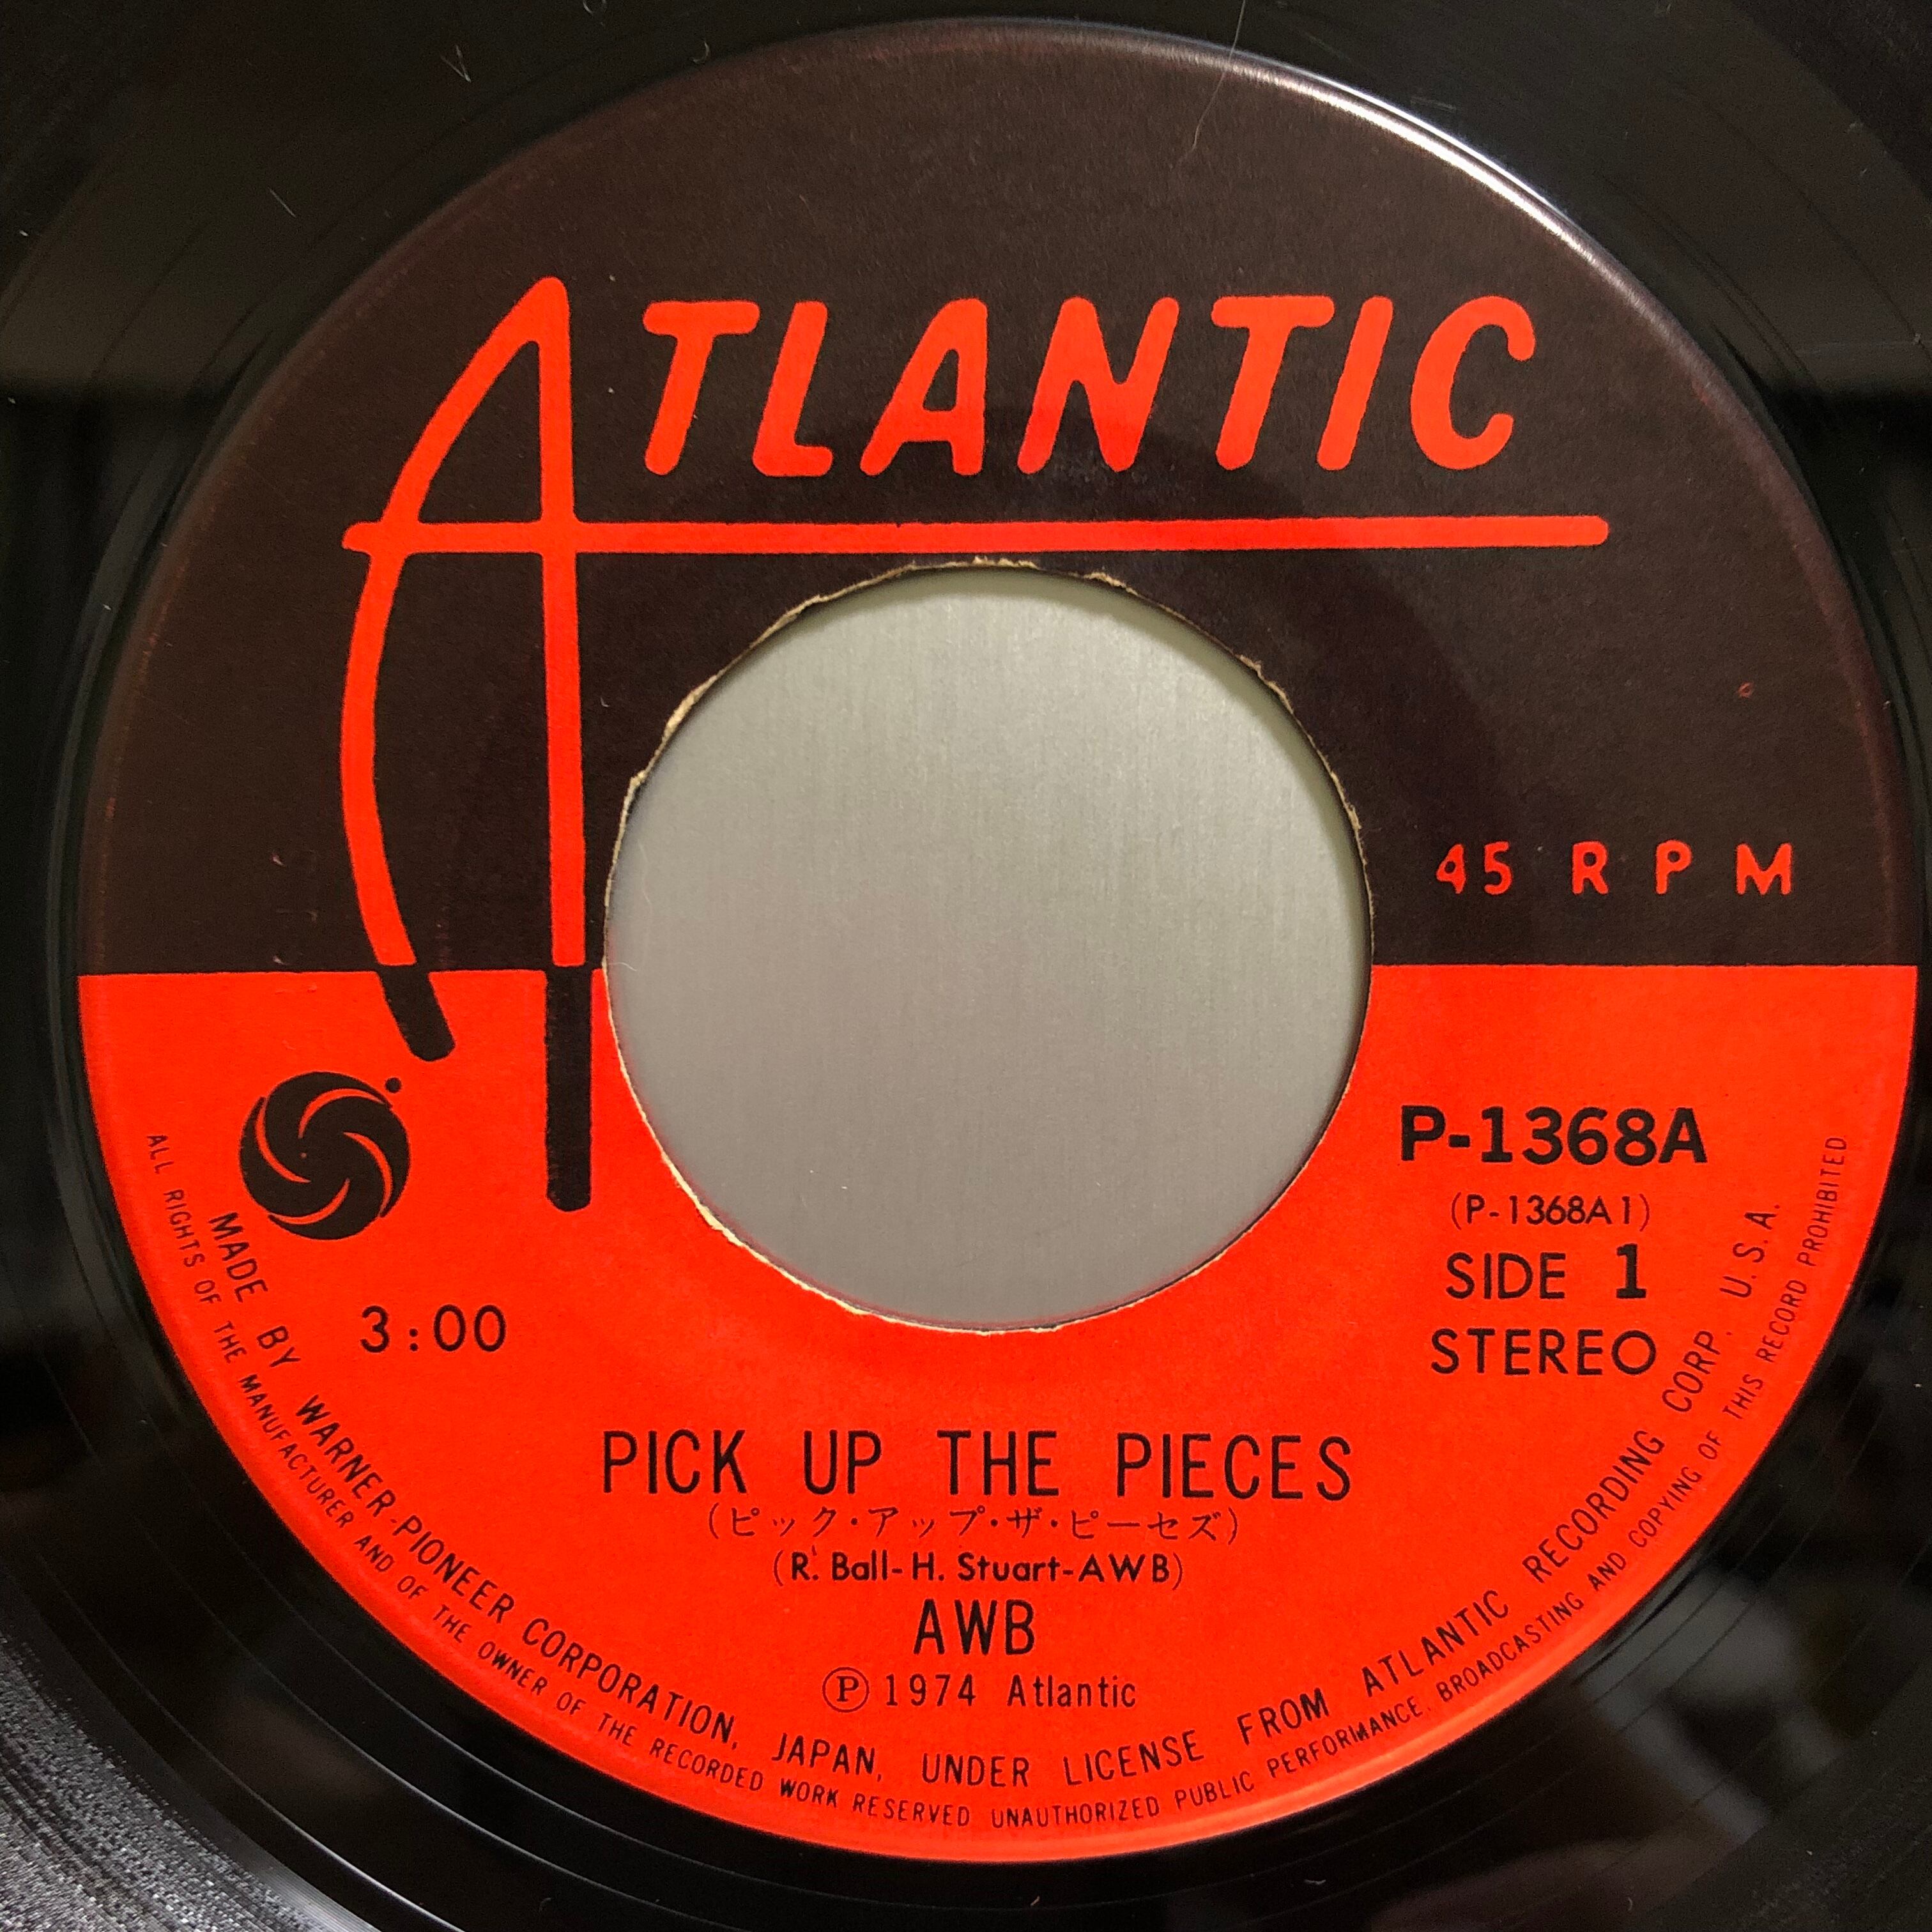 ATLANTIC
45 RPM
P-1368A
(P-1368A1)
SIDE 1
STEREO
3:00
PICK UP THE PIECES
(ピック・アップ・ザ・ピーセズ)
(R. Ball-H. Stuart-AWB)
AWB
Ⓟ1974 Atlantic
MADE BY WARNER-PIONEER CORPORATION, JAPAN, UNDER LICENSE FROM ATLANTIC RECORDING CORP. U.S.A.
ALL RIGHTS OF THE MANUFACTURER AND OF THE OWNER OF THE RECORDED WORK RESERVED UNAUTHORIZED PUBLIC PERFORMANCE. BROADCASTING AND COPYING OF THIS RECORD PROHIBITED